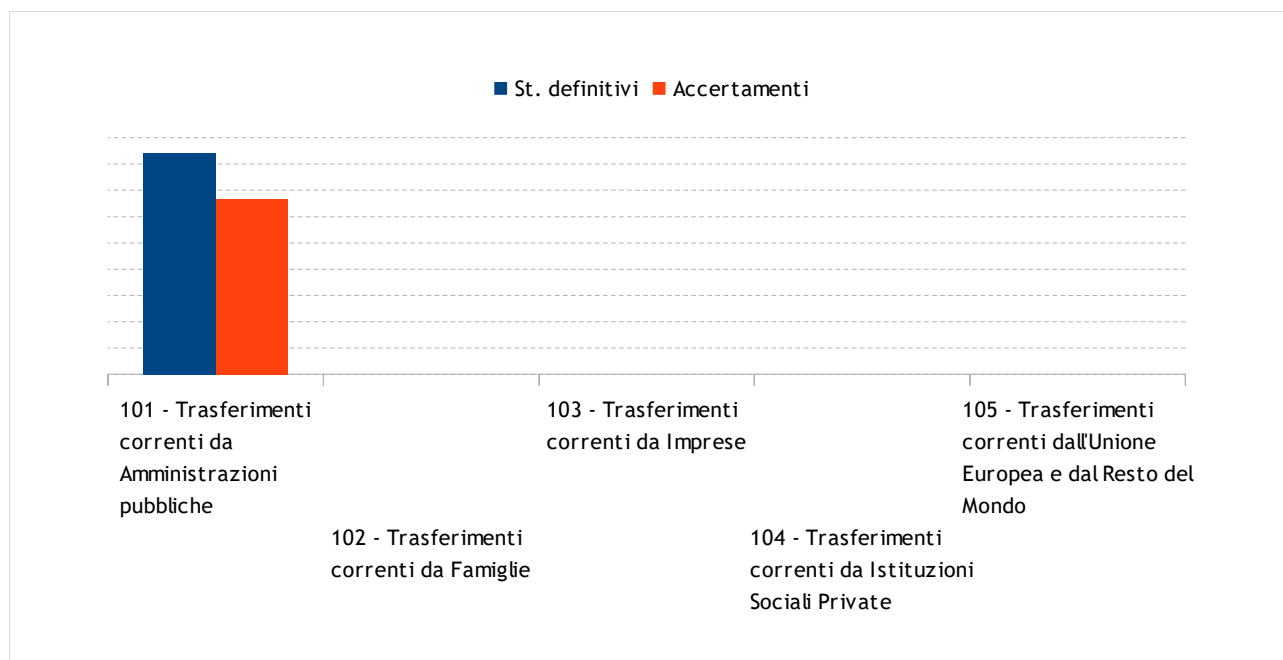 St. definitivi Accertamenti
101 - Trasferimenti
correnti da
Amministrazioni
pubbliche
102 - Trasferimenti
correnti da Famiglie
103 - Trasferimenti
correnti da Imprese
104 - Trasferimenti
correnti da Istituzioni
Sociali Private
105 - Trasferimenti
correnti dall'Unione
Europea e dal Resto del
Mondo